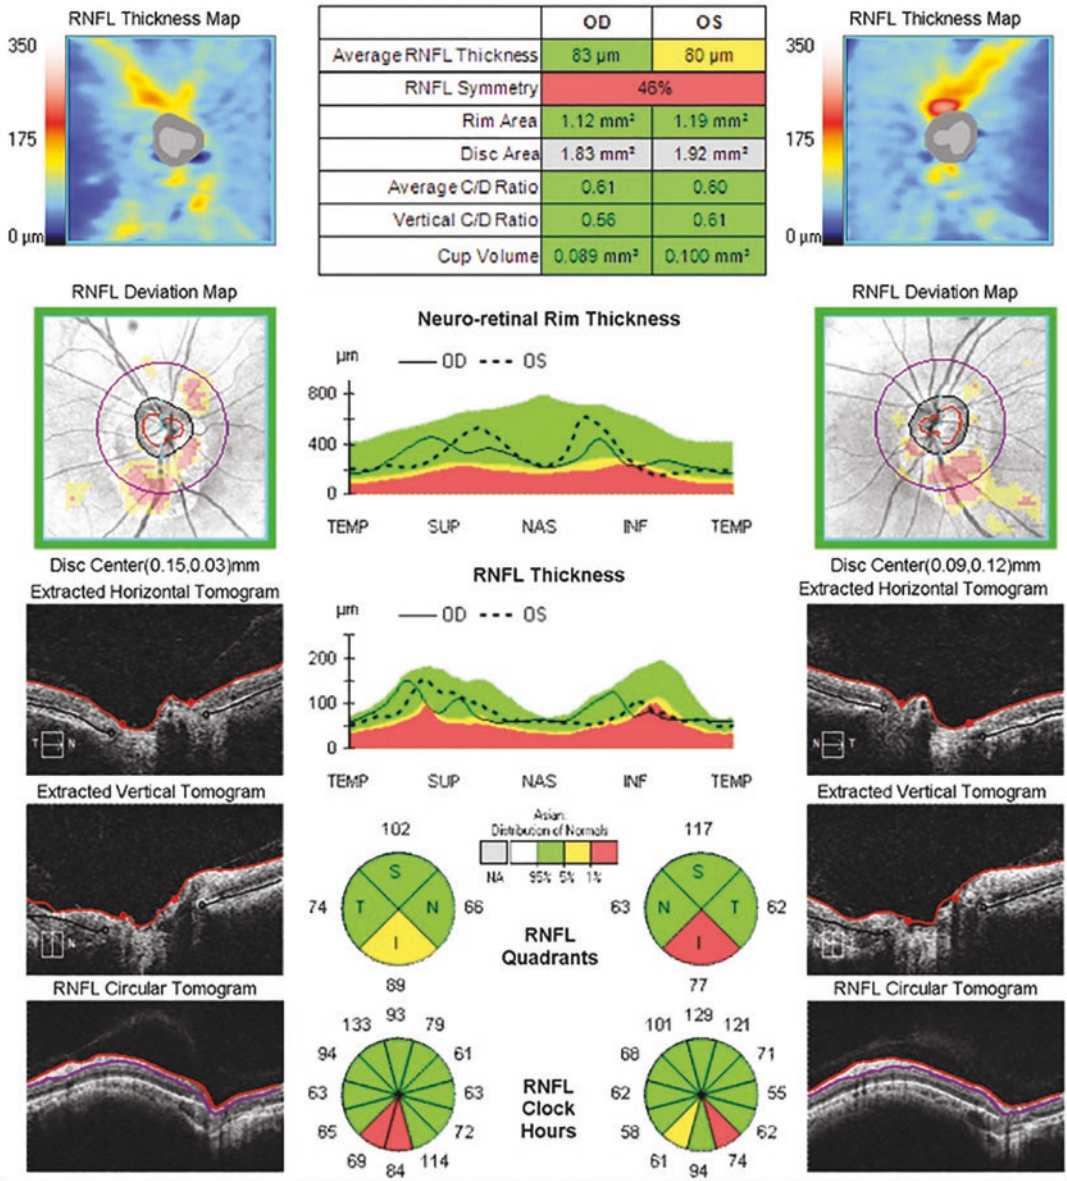 RNFL Thickness Map
350
175
0 µm
OD OS
Average RNFL Thickness 83 µm 80 µm
RNFL Symmetry 46%
Rim Area 1.12 mm² 1.19 mm²
Disc Area 1.83 mm² 1.92 mm²
Average C/D Ratio 0.61 0.60
Vertical C/D Ratio 0.56 0.61
Cup Volume 0.089 mm³ 0.100 mm³
RNFL Thickness Map
350
175
0 µm
RNFL Deviation Map
Disc Center(0.15,0.03)mm
Neuro-retinal Rim Thickness
µm OD OS
800
400
0
TEMP SUP NAS INF TEMP
RNFL Deviation Map
Disc Center(0.09,0.12)mm
Extracted Horizontal Tomogram
T N
RNFL Thickness
µm OD OS
200
100
0
TEMP SUP NAS INF TEMP
Extracted Horizontal Tomogram
N T
Extracted Vertical Tomogram
Asian:
Distribution of Normals
NA 95% 5% 1%
Extracted Vertical Tomogram
102
S
74 T N 66
I
89
RNFL
Quadrants
117
S
63 N T 62
I
77
RNFL Circular Tomogram
93
133 79
94 61
63 63
65 72
69 114
84
RNFL
Clock
Hours
129
101 121
68 71
62 55
58 62
61 74
94
RNFL Circular Tomogram